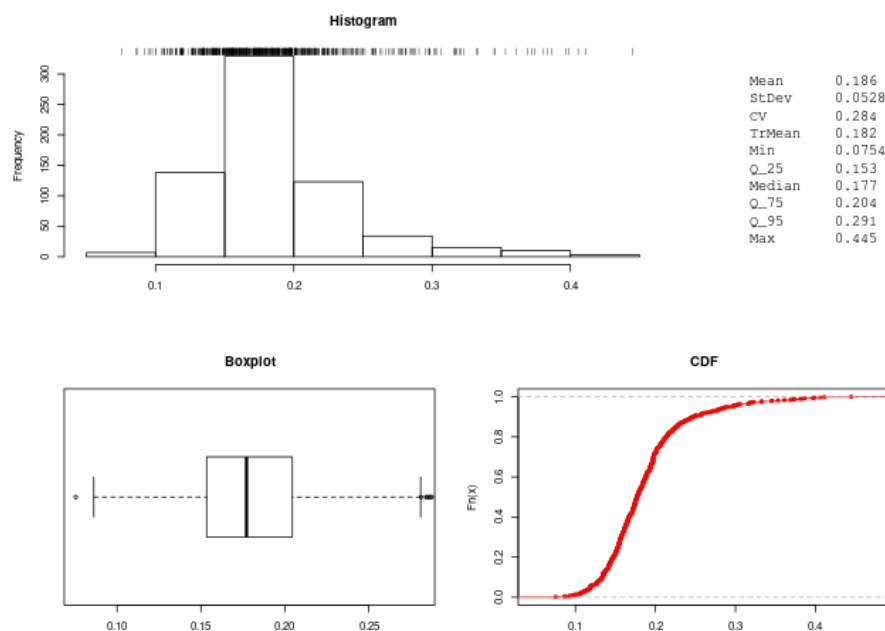 Histogram
Frequency
300
250
200
150
100
50
0
0.1 0.2 0.3 0.4
Mean 0.186
StDev 0.0528
CV 0.284
TrMean 0.182
Min 0.0754
Q_25 0.153
Median 0.177
Q_75 0.204
Q_95 0.291
Max 0.445
Boxplot
0.10 0.15 0.20 0.25
CDF
Fn(x)
1.0
0.8
0.6
0.4
0.2
0.0
0.1 0.2 0.3 0.4